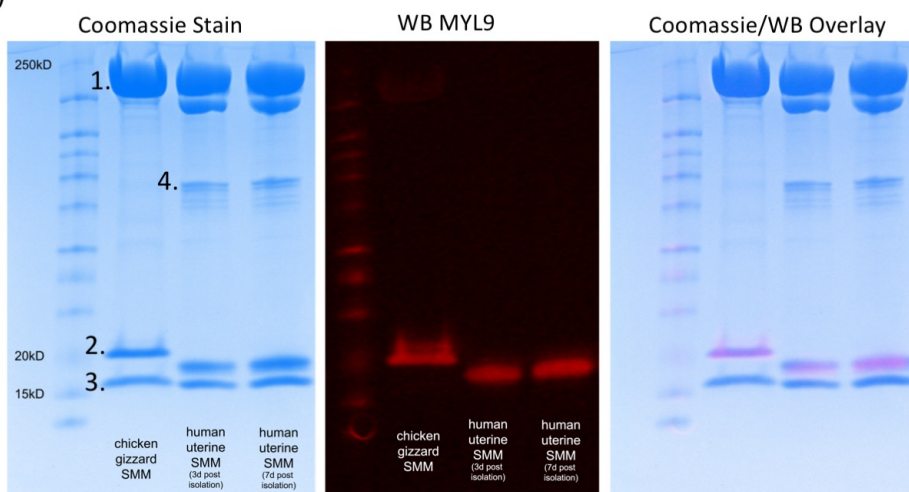 )
Coomassie Stain
WB MYL9
Coomassie/WB Overlay
250kD
1.
4.
2.
20kD
3.
15kD
chicken
gizzard
SMM
human
uterine
SMM
(3d post
isolation)
human
uterine
SMM
(7d post
isolation)
chicken
gizzard
SMM
human
uterine
SMM
(3d post
isolation)
human
uterine
SMM
(7d post
isolation)